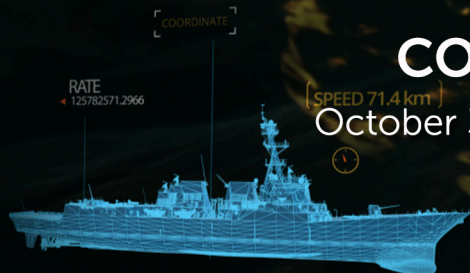 COORDINATE
CO
RATE
125782571.2966
SPEED 71.4 km
October